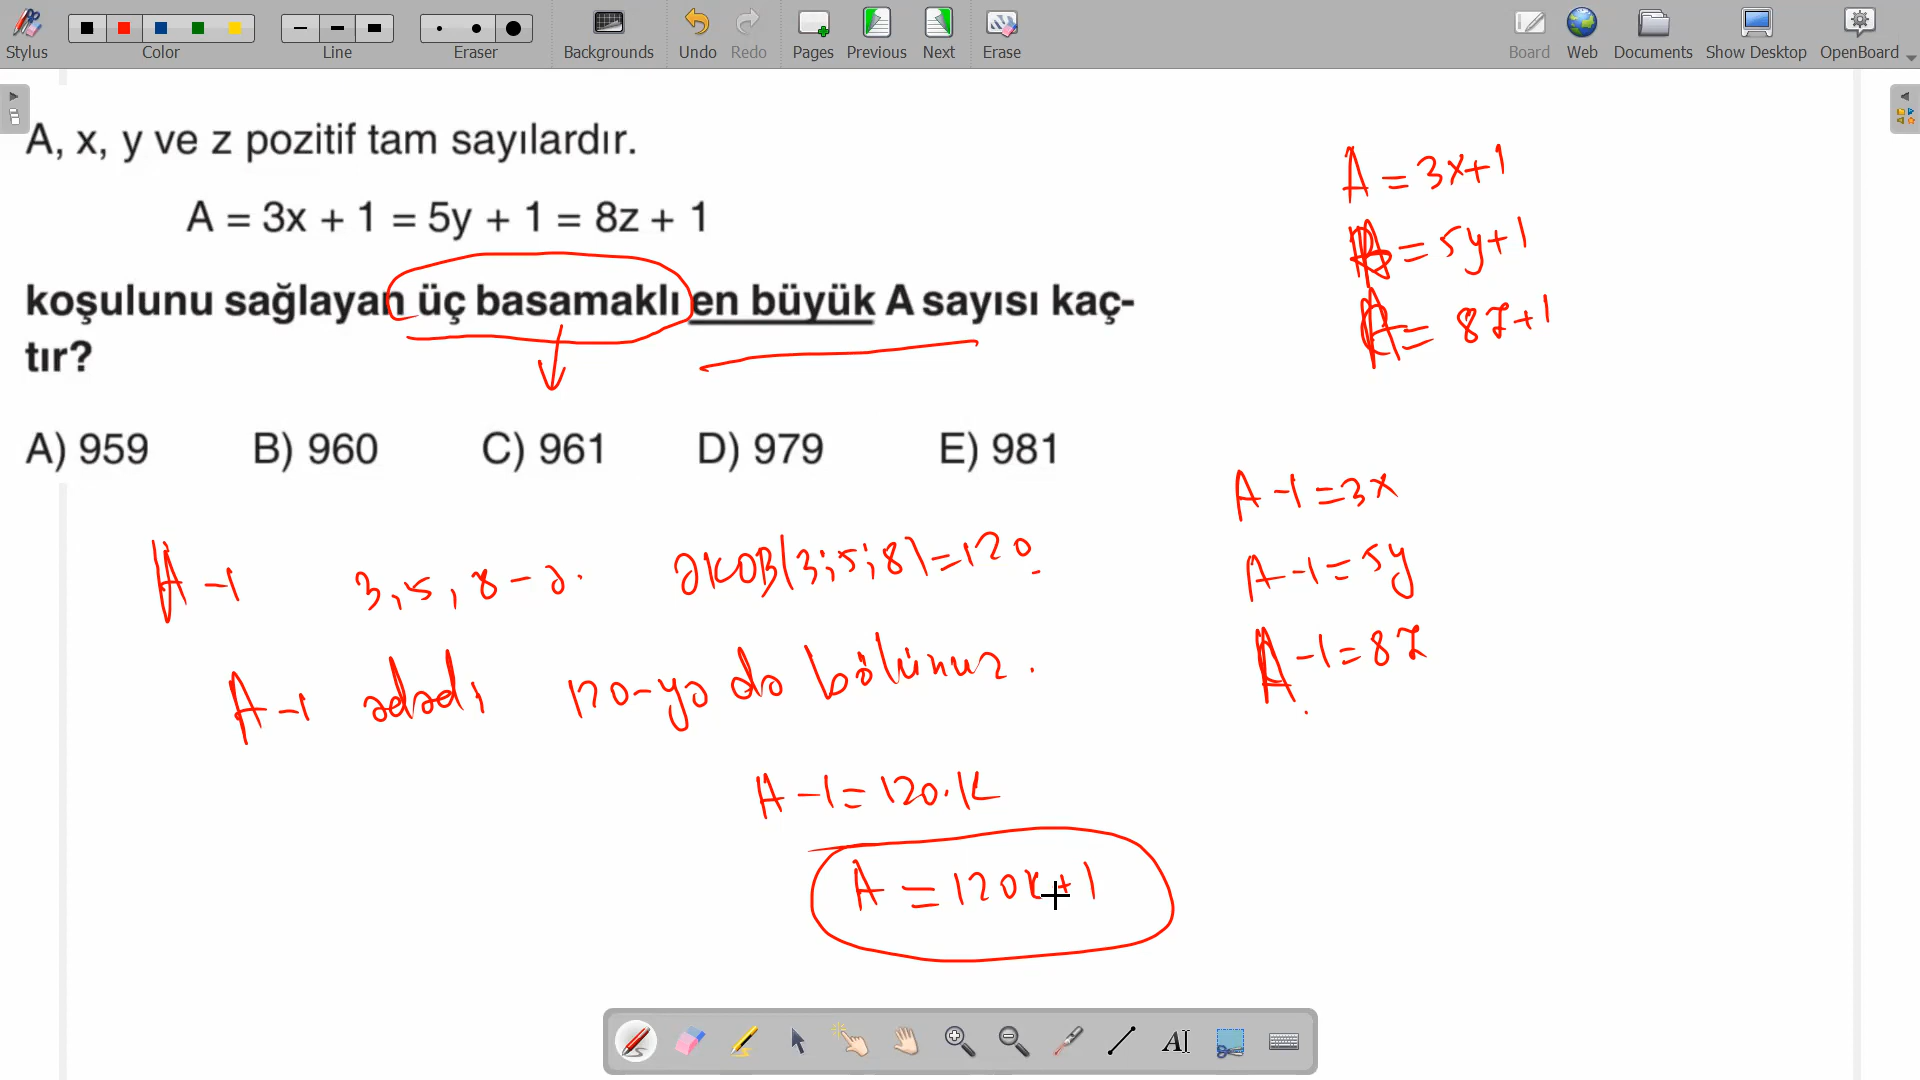 Stylus Color Line Eraser Backgrounds Undo Redo Pages Previous Next Erase Board Web Documents Show Desktop OpenBoard
A, x, y ve z pozitif tam sayılardır.
A = 3x + 1 = 5y + 1 = 8z + 1
koşulunu sağlayan üç basamaklı en büyük A sayısı kaç-
tır?
A) 959 B) 960 C) 961 D) 979 E) 981
A = 3x+1
A = 5y+1
A = 8z+1
A-1=3x
A-1=5y
A-1=8z
A-1 3,5,8-ə. ƏKOB(3;5;8)=120
A-1 ədədi 120-yə də bölünür.
A-1=120.K
A = 120K+1
AI